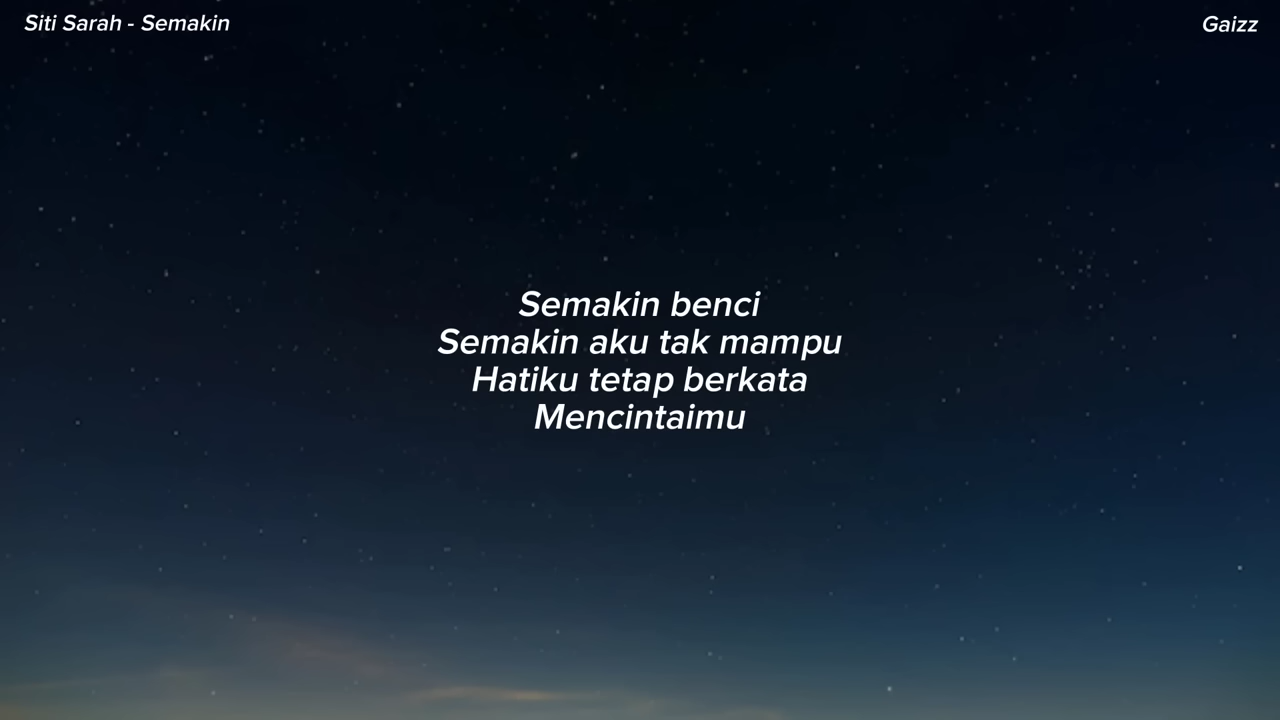 Siti Sarah - Semakin
Gaizz
Semakin benci
Semakin aku tak mampu
Hatiku tetap berkata
Mencintaimu